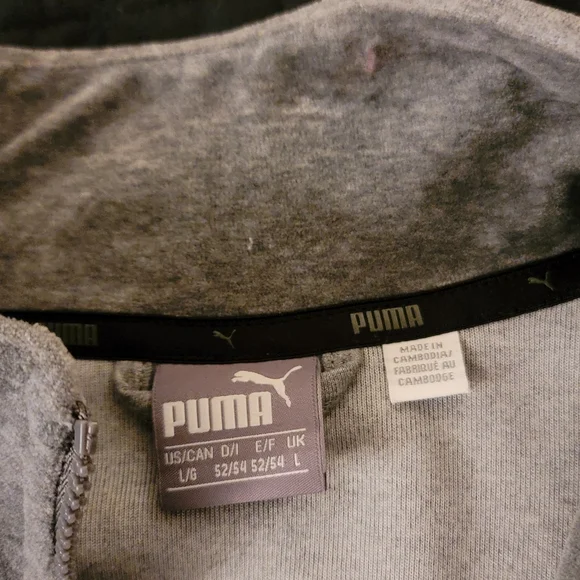 PUMA
PUMA
MADE IN
CAMBODIA/
FABRIQUÉ AU
CAMBODGE
PUMA
US/CAN D/I E/F UK
L/G 52/54 52/54 L